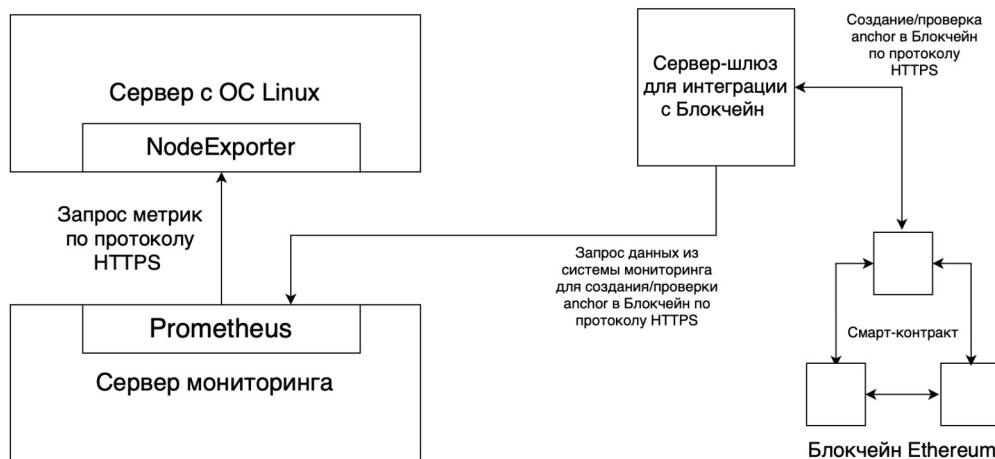 Сервер с ОС Linux
NodeExporter
Запрос метрик
по протоколу
HTTPS
Prometheus
Сервер мониторинга
Сервер-шлюз
для интеграции
с Блокчейн
Запрос данных из
системы мониторинга
для создания/проверки
anchor в Блокчейн по
протоколу HTTPS
Создание/проверка
anchor в Блокчейн
по протоколу
HTTPS
Смарт-контракт
Блокчейн Ethereum